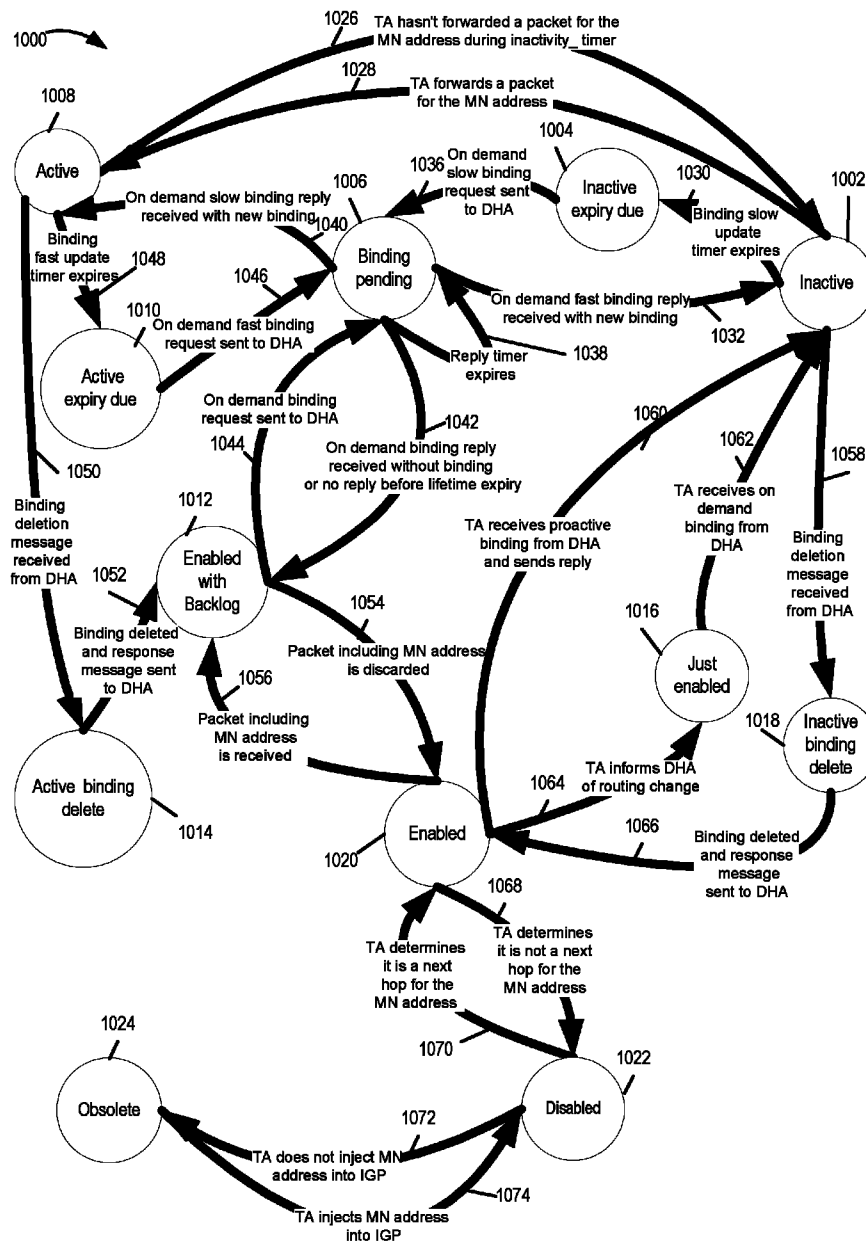 1000
1026
TA hasn't forwarded a packet for the
MN address during inactivity_ timer
1028
TA forwards a packet
for the MN address
1008
Active
1004
Inactive
expiry due
1002
Inactive
On demand
slow binding
request sent
to DHA
1036
1030
Binding slow
update
timer expires
1006
Binding
pending
On demand slow binding reply
received with new binding
1040
Binding
fast update
timer expires
1048
1046
On demand fast binding
request sent to DHA
1010
Active
expiry due
On demand fast binding reply
received with new binding
1032
Reply timer
expires
1038
On demand binding
request sent to DHA
1044
1042
On demand binding reply
received without binding
or no reply before lifetime expiry
1050
Binding
deletion
message
received
from DHA
1012
Enabled
with
Backlog
1052
Binding deleted
and response
message sent
to DHA
1054
Packet including MN address
is discarded
1056
Packet including
MN address
is received
1060
TA receives proactive
binding from DHA
and sends reply
1062
TA receives on
demand
binding from
DHA
1058
Binding
deletion
message
received
from DHA
1016
Just
enabled
1018
Inactive
binding
delete
Active binding
delete
1014
1020
Enabled
1064
TA informs DHA
of routing change
1066
Binding deleted
and response
message
sent to DHA
1068
TA determines
it is not a next
hop for the
MN address
TA determines
it is a next
hop for the
MN address
1070
1024
Obsolete
1022
Disabled
1072
TA does not inject MN
address into IGP
1074
TA injects MN address
into IGP